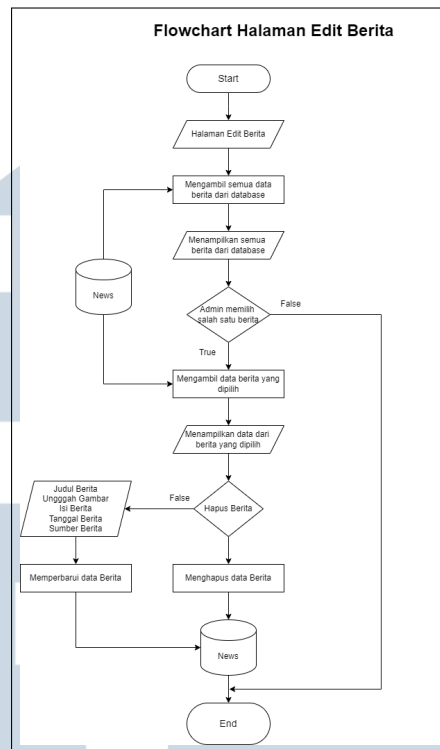 Flowchart Halaman Edit Berita
Start
Halaman Edit Berita
Mengambil semua data
berita dari database
Menampilkan semua
berita dari database
News
Admin memilih
salah satu berita
False
True
Mengambil data berita yang
dipilih
Menampilkan data dari
berita yang dipilih
Judul Berita
Ungggah Gambar
Isi Berita
Tanggal Berita
Sumber Berita
False
Hapus Berita
Memperbarui data Berita
Menghapus data Berita
News
End